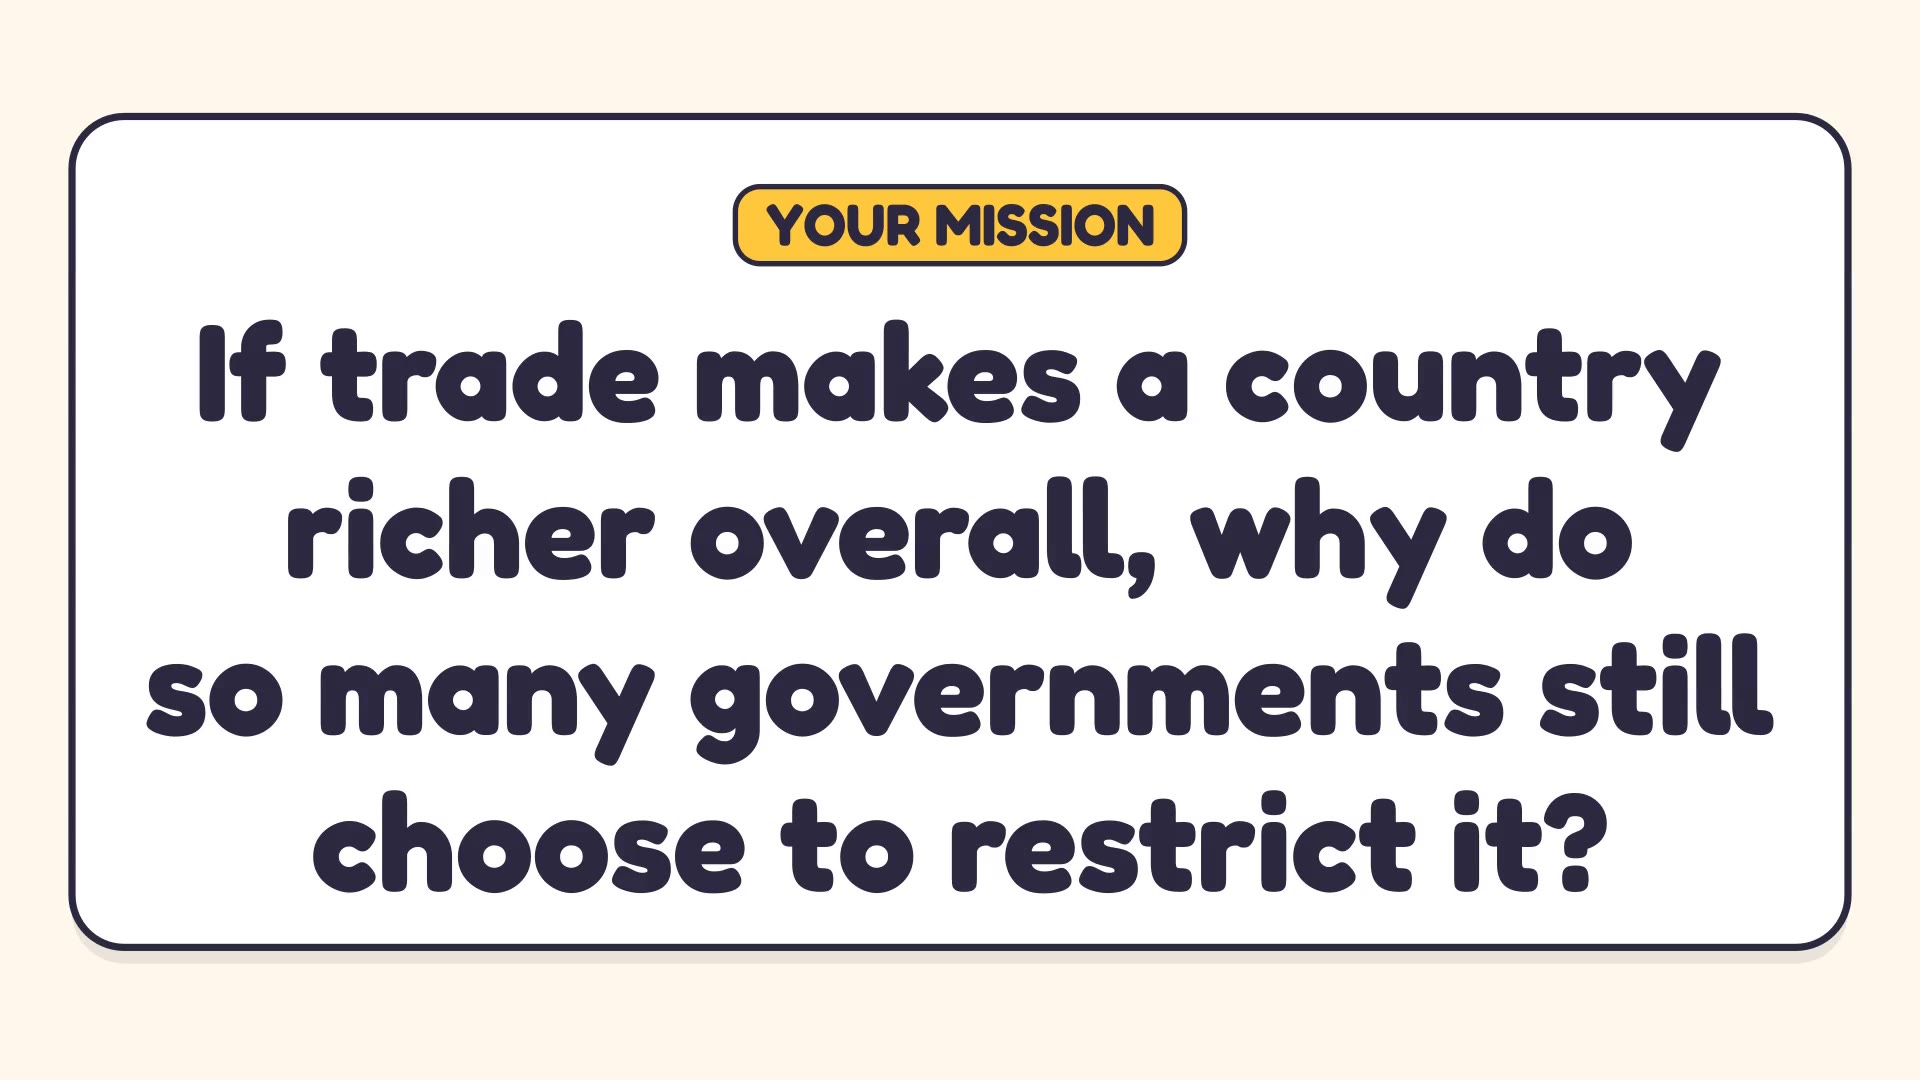 YOUR MISSION
If trade makes a country
richer overall, why do
so many governments still
choose to restrict it?